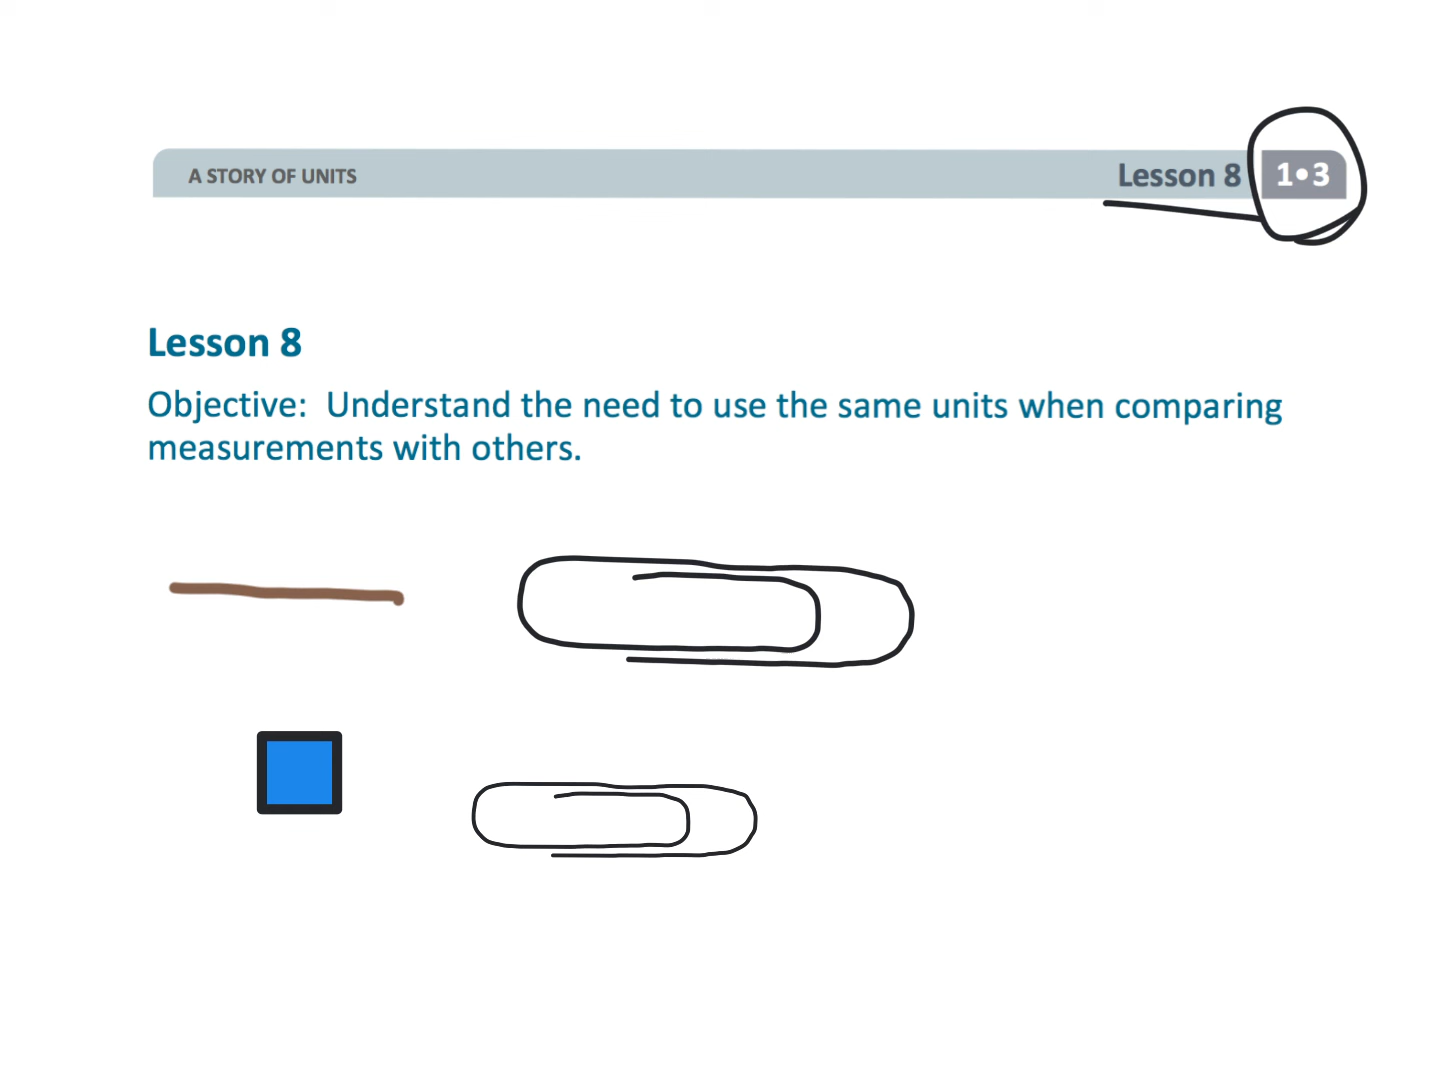 A STORY OF UNITS
Lesson 8 1•3
Lesson 8
Objective: Understand the need to use the same units when comparing
measurements with others.